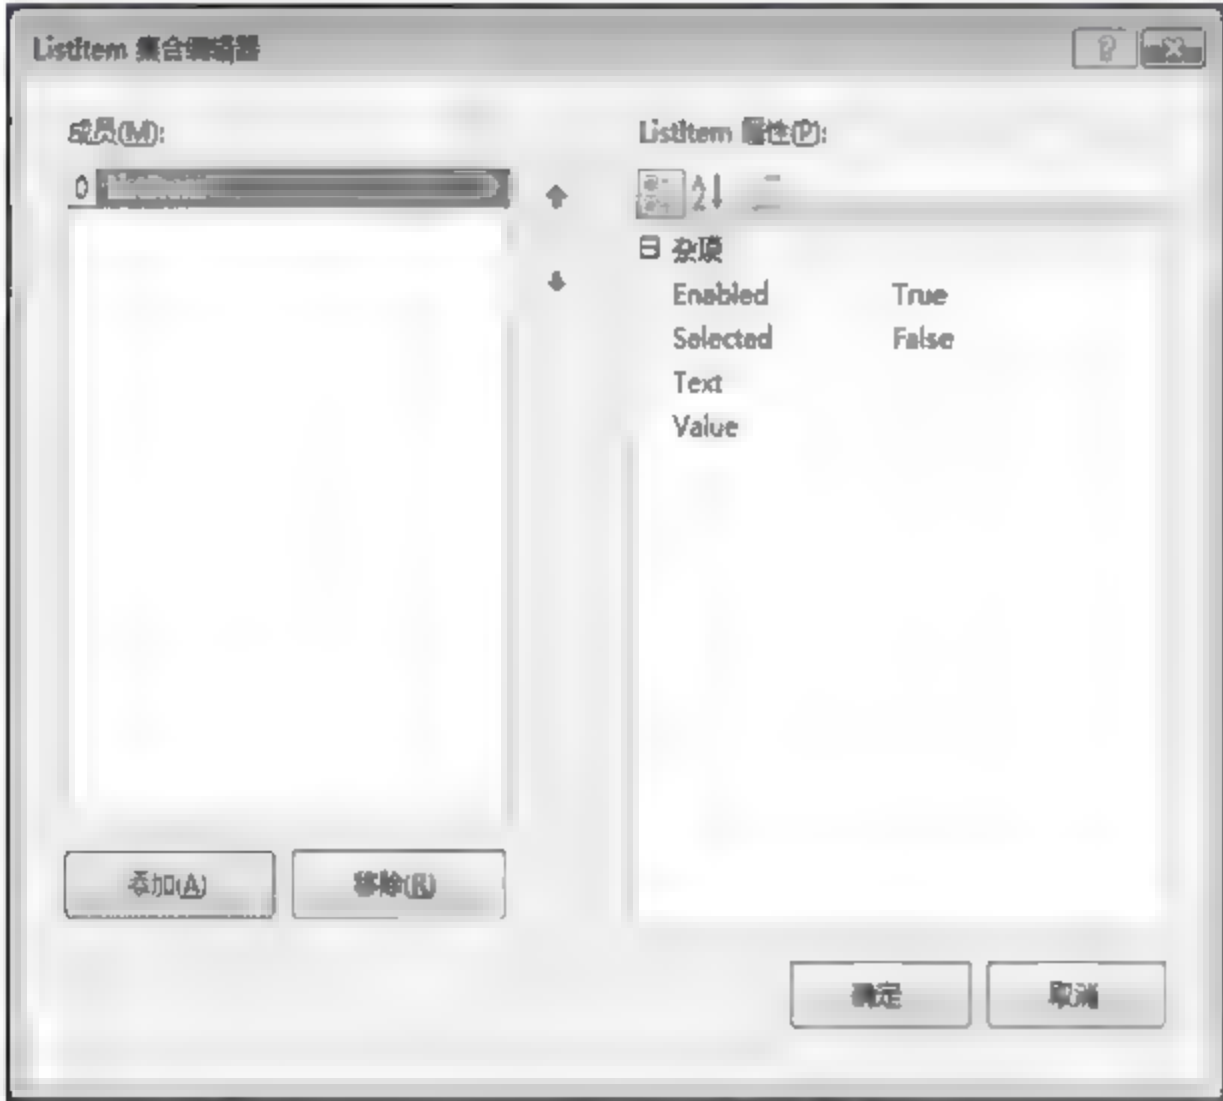 ListItem 集合编辑器
成员(M):
0
添加(A)
移除(R)
ListItem 属性(P):
杂项
Enabled True
Selected False
Text
Value
确定
取消